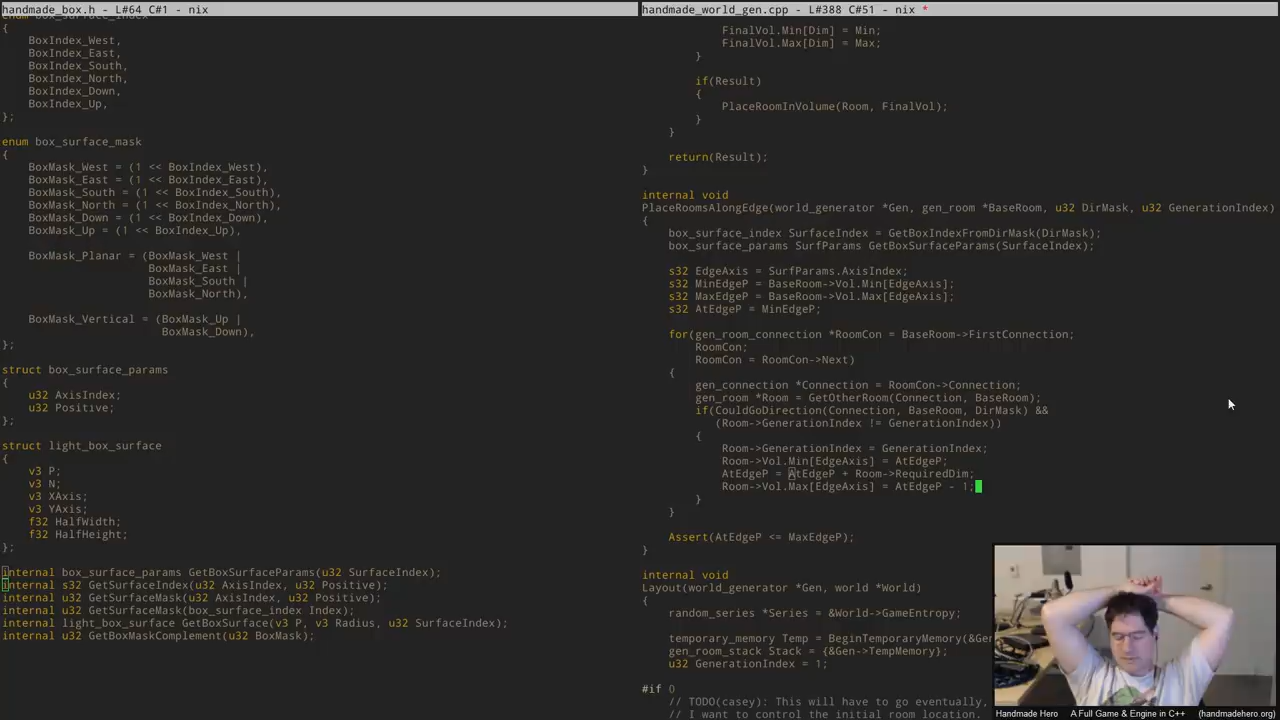 handmade_box.h - L#64 C#1 - nix
enum box_surface_index
{
BoxIndex_West,
BoxIndex_East,
BoxIndex_South,
BoxIndex_North,
BoxIndex_Down,
BoxIndex_Up,
};
enum box_surface_mask
{
BoxMask_West = (1 << BoxIndex_West),
BoxMask_East = (1 << BoxIndex_East),
BoxMask_South = (1 << BoxIndex_South),
BoxMask_North = (1 << BoxIndex_North),
BoxMask_Down = (1 << BoxIndex_Down),
BoxMask_Up = (1 << BoxIndex_Up),
BoxMask_Planar = (BoxMask_West |
BoxMask_East |
BoxMask_South |
BoxMask_North),
BoxMask_Vertical = (BoxMask_Up |
BoxMask_Down),
};
struct box_surface_params
{
u32 AxisIndex;
u32 Positive;
};
struct light_box_surface
{
v3 P;
v3 N;
v3 XAxis;
v3 YAxis;
f32 HalfWidth;
f32 HalfHeight;
};
internal box_surface_params GetBoxSurfaceParams(u32 SurfaceIndex);
internal s32 GetSurfaceIndex(u32 AxisIndex, u32 Positive);
internal u32 GetSurfaceMask(u32 AxisIndex, u32 Positive);
internal u32 GetSurfaceMask(box_surface_index Index);
internal light_box_surface GetBoxSurface(v3 P, v3 Radius, u32 SurfaceIndex);
internal u32 GetBoxMaskComplement(u32 BoxMask);
handmade_world_gen.cpp - L#388 C#51 - nix *
FinalVol.Min[Dim] = Min;
FinalVol.Max[Dim] = Max;
}
if(Result)
{
PlaceRoomInVolume(Room, FinalVol);
}
}
return(Result);
}
internal void
PlaceRoomsAlongEdge(world_generator *Gen, gen_room *BaseRoom, u32 DirMask, u32 GenerationIndex)
{
box_surface_index SurfaceIndex = GetBoxIndexFromDirMask(DirMask);
box_surface_params SurfParams GetBoxSurfaceParams(SurfaceIndex);
s32 EdgeAxis = SurfParams.AxisIndex;
s32 MinEdgeP = BaseRoom->Vol.Min[EdgeAxis];
s32 MaxEdgeP = BaseRoom->Vol.Max[EdgeAxis];
s32 AtEdgeP = MinEdgeP;
for(gen_room_connection *RoomCon = BaseRoom->FirstConnection;
RoomCon;
RoomCon = RoomCon->Next)
{
gen_connection *Connection = RoomCon->Connection;
gen_room *Room = GetOtherRoom(Connection, BaseRoom);
if(CouldGoDirection(Connection, BaseRoom, DirMask) &&
(Room->GenerationIndex != GenerationIndex))
{
Room->GenerationIndex = GenerationIndex;
Room->Vol.Min[EdgeAxis] = AtEdgeP;
AtEdgeP = AtEdgeP + Room->RequiredDim;
Room->Vol.Max[EdgeAxis] = AtEdgeP - 1;
}
}
Assert(AtEdgeP <= MaxEdgeP);
}
internal void
Layout(world_generator *Gen, world *World)
{
random_series *Series = &World->GameEntropy;
temporary_memory Temp = BeginTemporaryMemory(&Gen
gen_room_stack Stack = {&Gen->TempMemory};
u32 GenerationIndex = 1;
#if 0
// TODO(casey): This will have to go eventually,
// I want to control the initial room location.
Handmade Hero A Full Game & Engine in C++ (handmadehero.org)